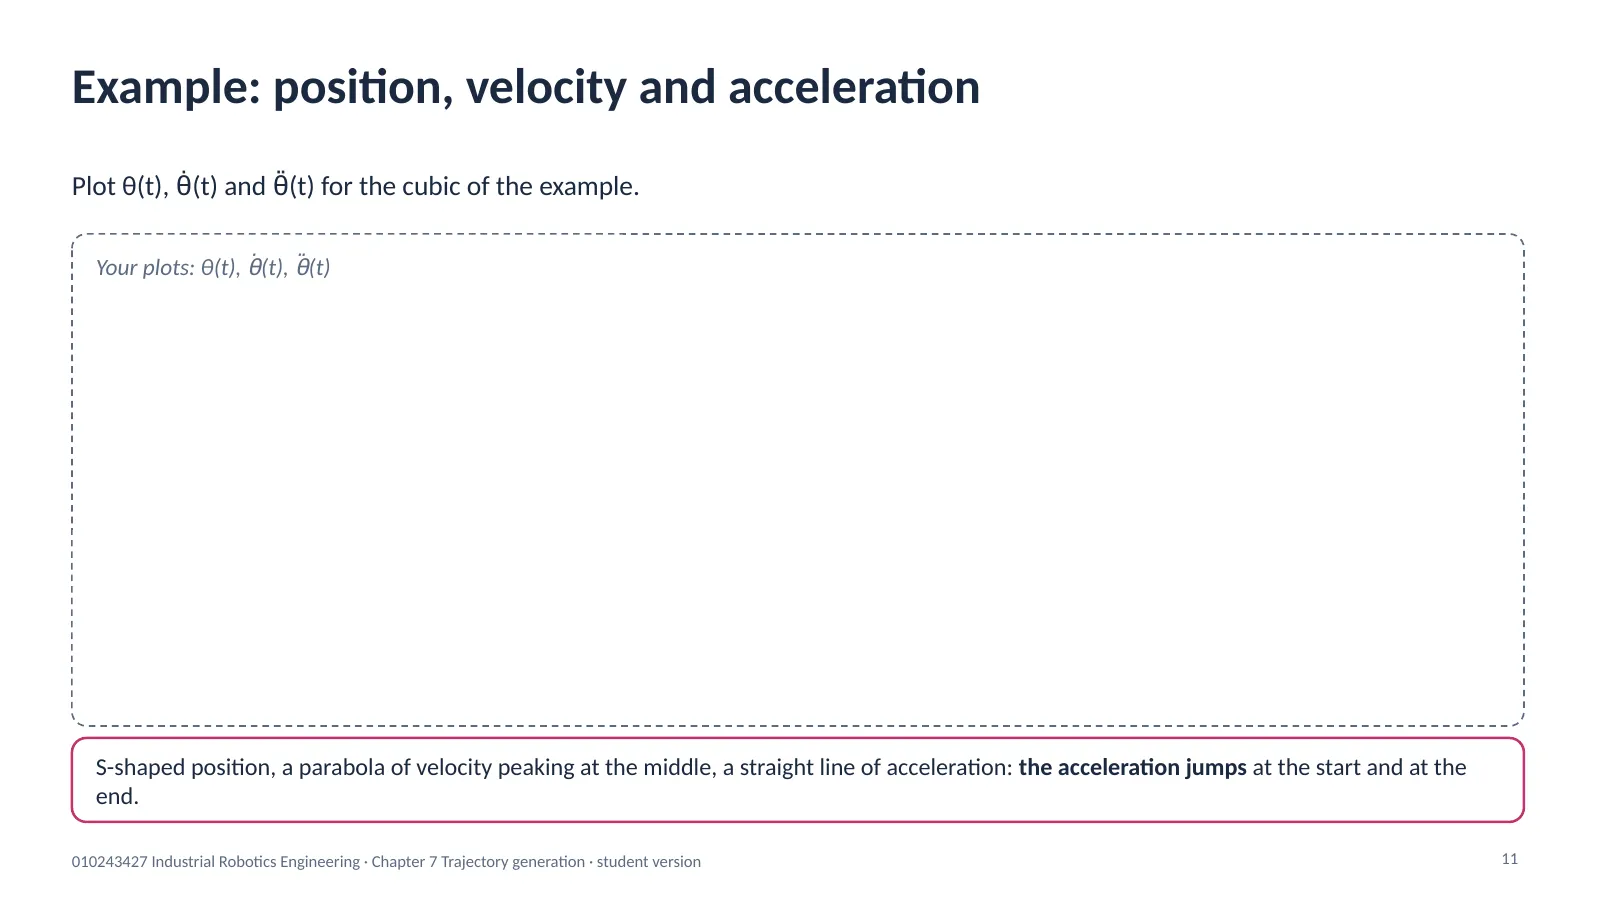 Example: position, velocity and acceleration
Plot θ(t), θ̇(t) and θ̈(t) for the cubic of the example.
Your plots: θ(t), θ̇(t), θ̈(t)
S-shaped position, a parabola of velocity peaking at the middle, a straight line of acceleration: the acceleration jumps at the start and at the
end.
010243427 Industrial Robotics Engineering · Chapter 7 Trajectory generation · student version
11